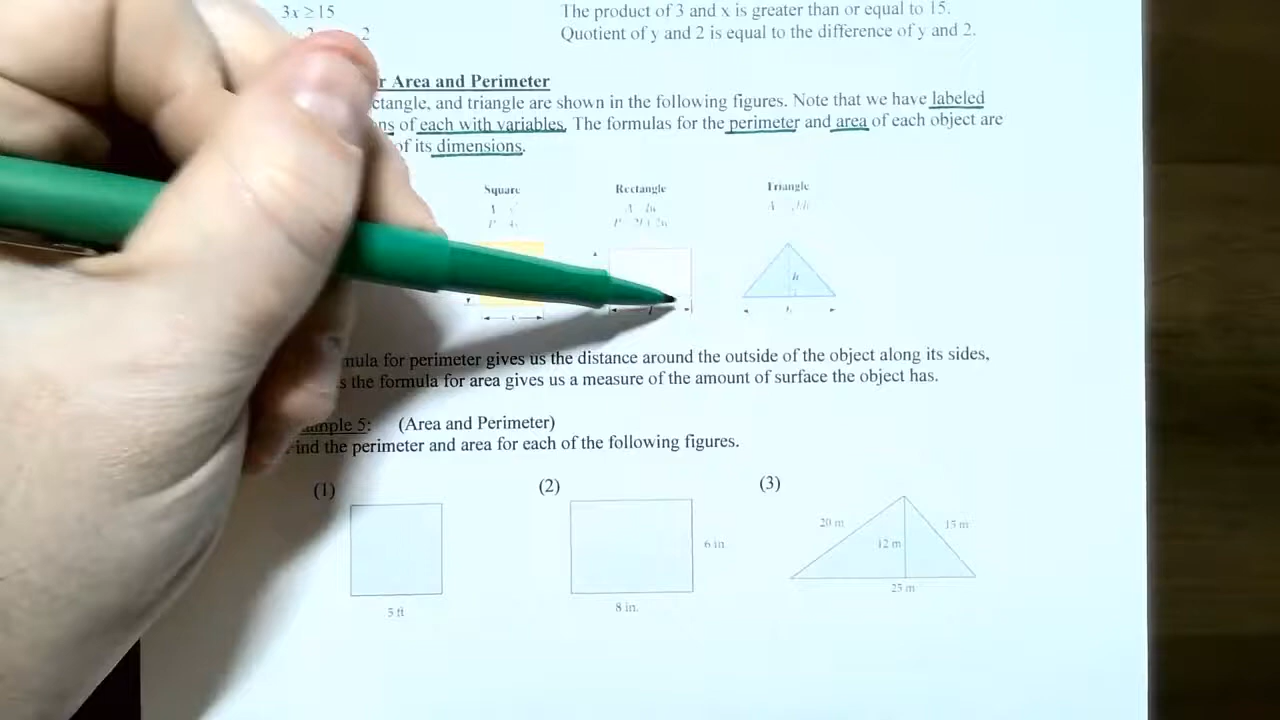 3x ≥ 15
The product of 3 and x is greater than or equal to 15.
2 2
Quotient of y and 2 is equal to the difference of y and 2.
r Area and Perimeter
ctangle, and triangle are shown in the following figures. Note that we have labeled
ns of each with variables. The formulas for the perimeter and area of each object are
of its dimensions.
Square Rectangle Triangle
h
mula for perimeter gives us the distance around the outside of the object along its sides,
s the formula for area gives us a measure of the amount of surface the object has.
ample 5: (Area and Perimeter)
ind the perimeter and area for each of the following figures.
(1) (2) (3)
20 m 15 m
6 in 12 m
25 m
5 ft 8 in.